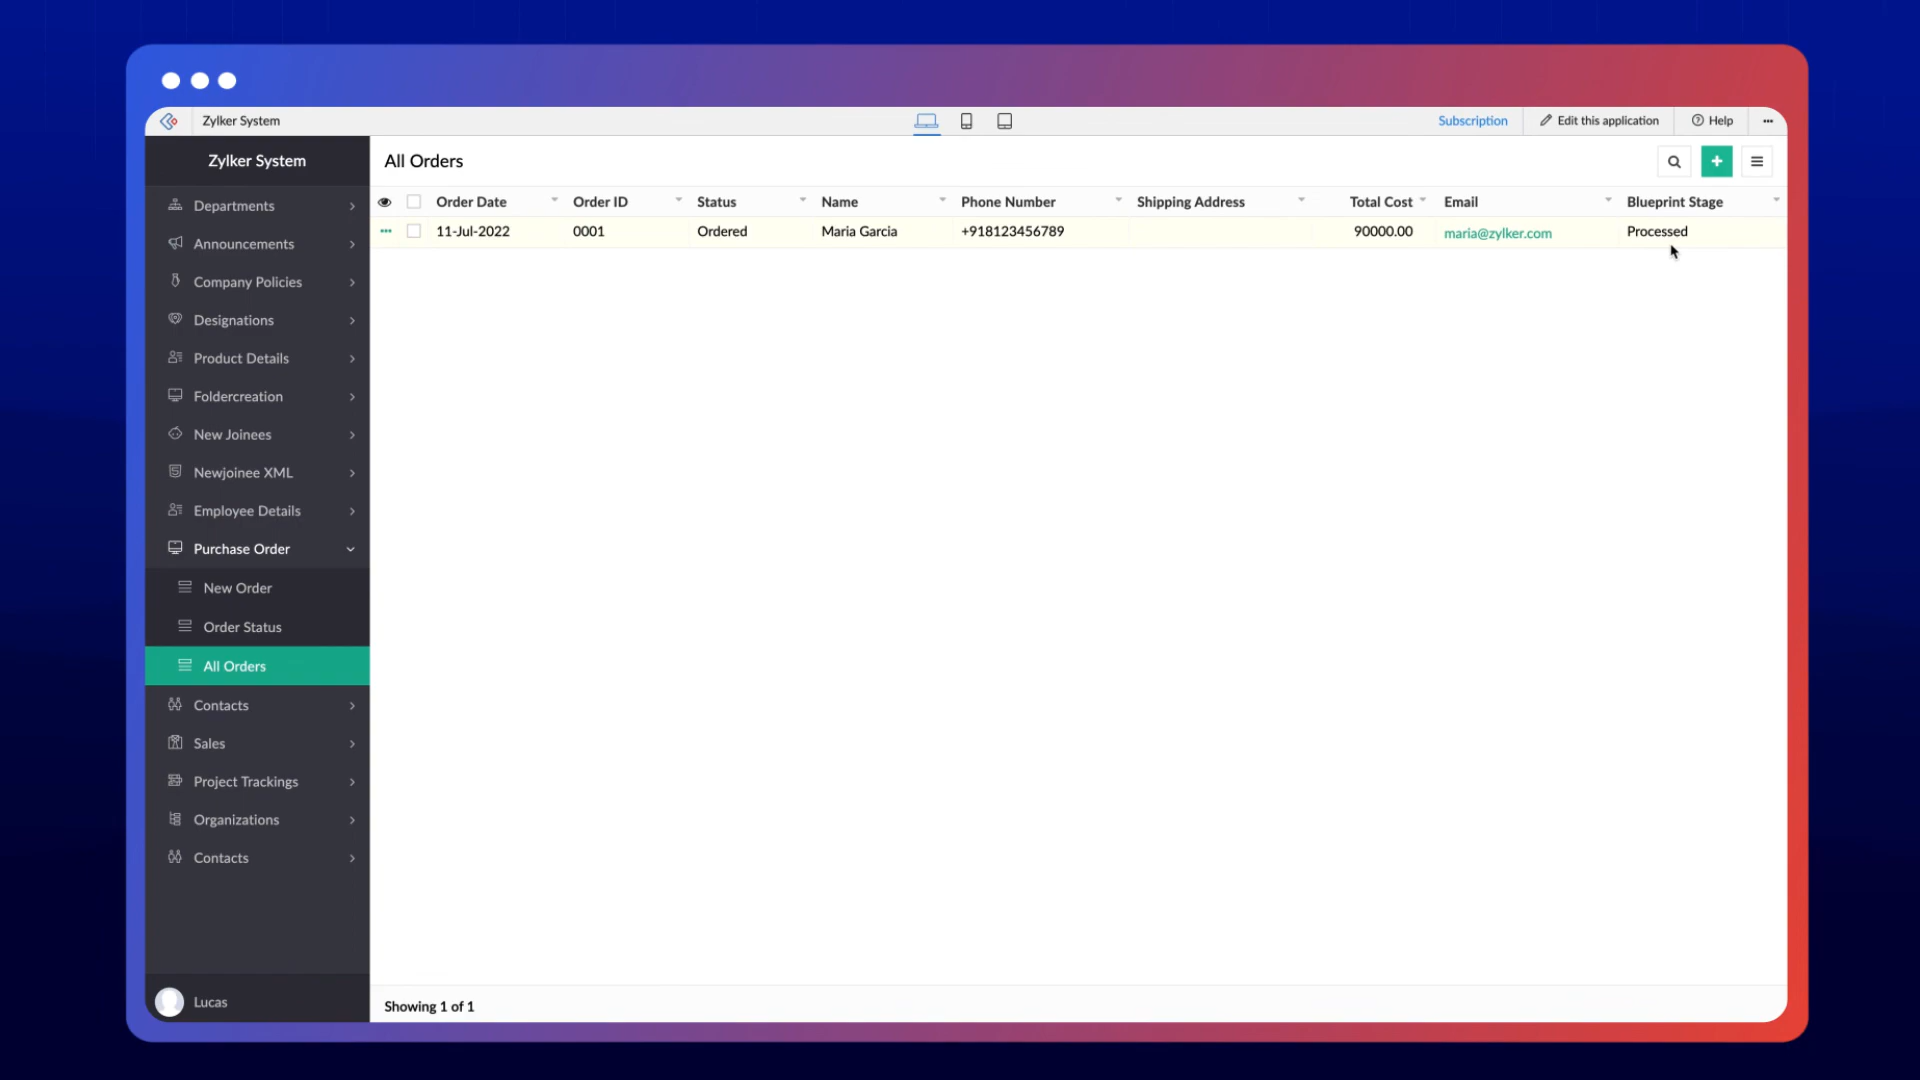 Zylker System
Subscription
Edit this application
Help
Zylker System
All Orders
Departments
Announcements
Company Policies
Designations
Product Details
Foldercreation
New Joinees
Newjoinee XML
Employee Details
Purchase Order
New Order
Order Status
All Orders
Contacts
Sales
Project Trackings
Organizations
Contacts
Lucas
Order Date Order ID Status Name Phone Number Shipping Address Total Cost Email Blueprint Stage
11-Jul-2022 0001 Ordered Maria Garcia +918123456789 90000.00 maria@zylker.com Processed
Showing 1 of 1